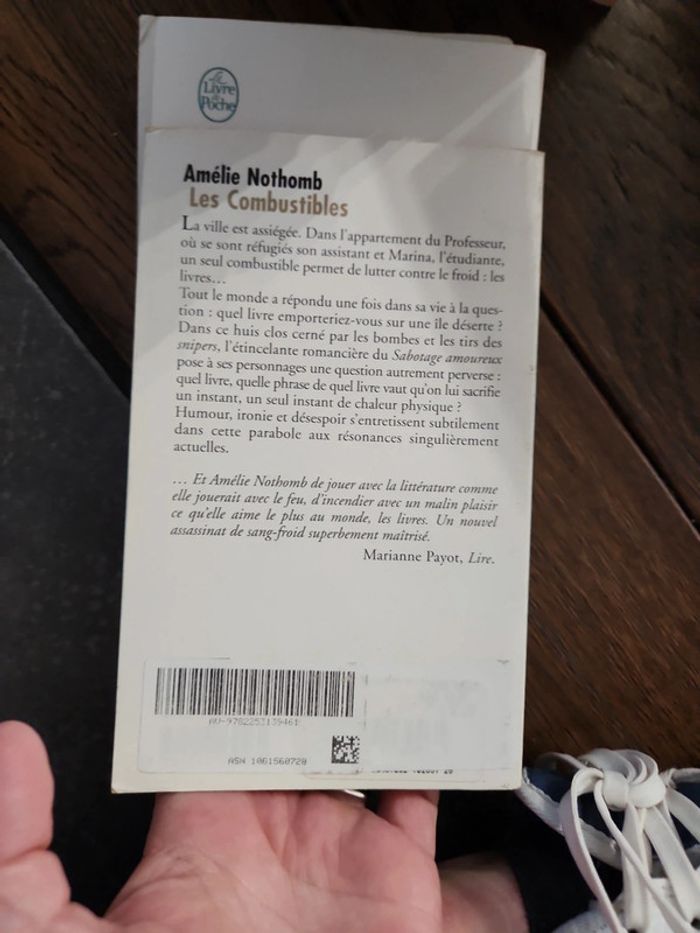 Le
Livre
de
Poche
Amélie Nothomb
Les Combustibles
La ville est assiégée. Dans l'appartement du Professeur,
où se sont réfugiés son assistant et Marina, l'étudiante,
un seul combustible permet de lutter contre le froid : les
livres…
Tout le monde a répondu une fois dans sa vie à la ques-
tion : quel livre emporteriez-vous sur une île déserte ?
Dans ce huis clos cerné par les bombes et les tirs des
snipers, l'étincelante romancière du Sabotage amoureux
pose à ses personnages une question autrement perverse :
quel livre, quelle phrase de quel livre vaut qu'on lui sacrifie
un instant, un seul instant de chaleur physique ?
Humour, ironie et désespoir s'entretissent subtilement
dans cette parabole aux résonances singulièrement
actuelles.
… Et Amélie Nothomb de jouer avec la littérature comme
elle jouerait avec le feu, d'incendier avec un malin plaisir
ce qu'elle aime le plus au monde, les livres. Un nouvel
assassinat de sang-froid superbement maîtrisé.
Marianne Payot, Lire.
AU-9782253139461
ASN 1061560720